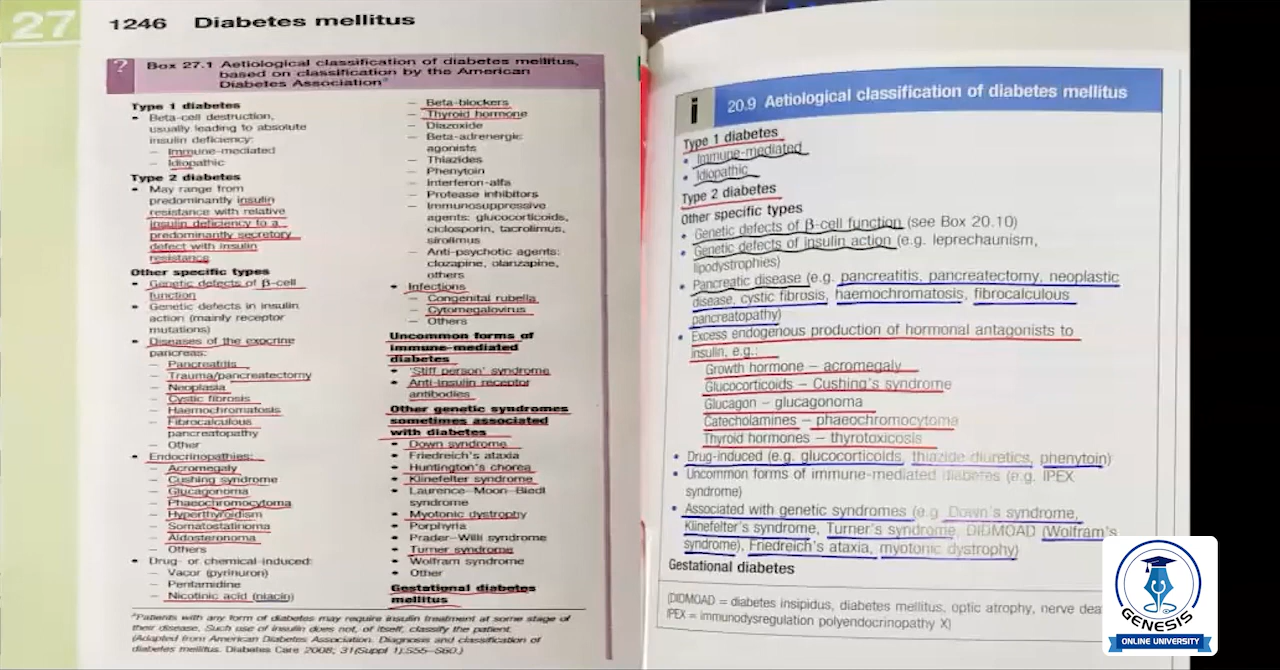 27
1246 Diabetes mellitus
? Box 27.1 Aetiological classification of diabetes mellitus,
based on classification by the American
Diabetes Association*
Type 1 diabetes
• Beta-cell destruction,
usually leading to absolute
insulin deficiency:
– Immune-mediated
– Idiopathic
Type 2 diabetes
• May range from
predominantly insulin
resistance with relative
insulin deficiency to a
predominantly secretory
defect with insulin
resistance
Other specific types
• Genetic defects of β-cell
function
• Genetic defects in insulin
action (mainly receptor
mutations)
• Diseases of the exocrine
pancreas:
– Pancreatitis
– Trauma/pancreatectomy
– Neoplasia
– Cystic fibrosis
– Haemochromatosis
– Fibrocalculous
pancreatopathy
– Other
• Endocrinopathies:
– Acromegaly
– Cushing syndrome
– Glucagonoma
– Phaeochromocytoma
– Hyperthyroidism
– Somatostatinoma
– Aldosteronoma
– Others
• Drug- or chemical-induced:
– Vacor (pyrinuron)
– Pentamidine
– Nicotinic acid (niacin)
– Beta-blockers
– Thyroid hormone
– Diazoxide
– Beta-adrenergic
agonists
– Thiazides
– Phenytoin
– Interferon-alfa
– Protease inhibitors
– Immunosuppressive
agents: glucocorticoids,
ciclosporin, tacrolimus,
sirolimus
– Anti-psychotic agents:
clozapine, olanzapine,
others
• Infections
– Congenital rubella
– Cytomegalovirus
– Others
Uncommon forms of
immune-mediated
diabetes
• 'Stiff person' syndrome
• Anti-insulin receptor
antibodies
Other genetic syndromes
sometimes associated
with diabetes
• Down syndrome
• Friedreich's ataxia
• Huntington's chorea
• Klinefelter syndrome
• Laurence–Moon–Biedl
syndrome
• Myotonic dystrophy
• Porphyria
• Prader–Willi syndrome
• Turner syndrome
• Wolfram syndrome
• Other
Gestational diabetes
mellitus
*Patients with any form of diabetes may require insulin treatment at some stage of
their disease. Such use of insulin does not, of itself, classify the patient.
(Adapted from American Diabetes Association. Diagnosis and classification of
diabetes mellitus. Diabetes Care 2008; 31(Suppl 1):S55–S60.)
i 20.9 Aetiological classification of diabetes mellitus
Type 1 diabetes
• Immune-mediated
• Idiopathic
Type 2 diabetes
Other specific types
• Genetic defects of β-cell function (see Box 20.10)
• Genetic defects of insulin action (e.g. leprechaunism,
lipodystrophies)
• Pancreatic disease (e.g. pancreatitis, pancreatectomy, neoplastic
disease, cystic fibrosis, haemochromatosis, fibrocalculous
pancreatopathy)
• Excess endogenous production of hormonal antagonists to
insulin, e.g.:
Growth hormone – acromegaly
Glucocorticoids – Cushing's syndrome
Glucagon – glucagonoma
Catecholamines – phaeochromocytoma
Thyroid hormones – thyrotoxicosis
• Drug-induced (e.g. glucocorticoids, thiazide diuretics, phenytoin)
• Uncommon forms of immune-mediated diabetes (e.g. IPEX
syndrome)
• Associated with genetic syndromes (e.g. Down's syndrome,
Klinefelter's syndrome, Turner's syndrome, DIDMOAD (Wolfram's
syndrome), Friedreich's ataxia, myotonic dystrophy)
Gestational diabetes
(DIDMOAD = diabetes insipidus, diabetes mellitus, optic atrophy, nerve
IPEX = immunodysregulation polyendocrinopathy X)
GENESIS
ONLINE UNIVERSITY